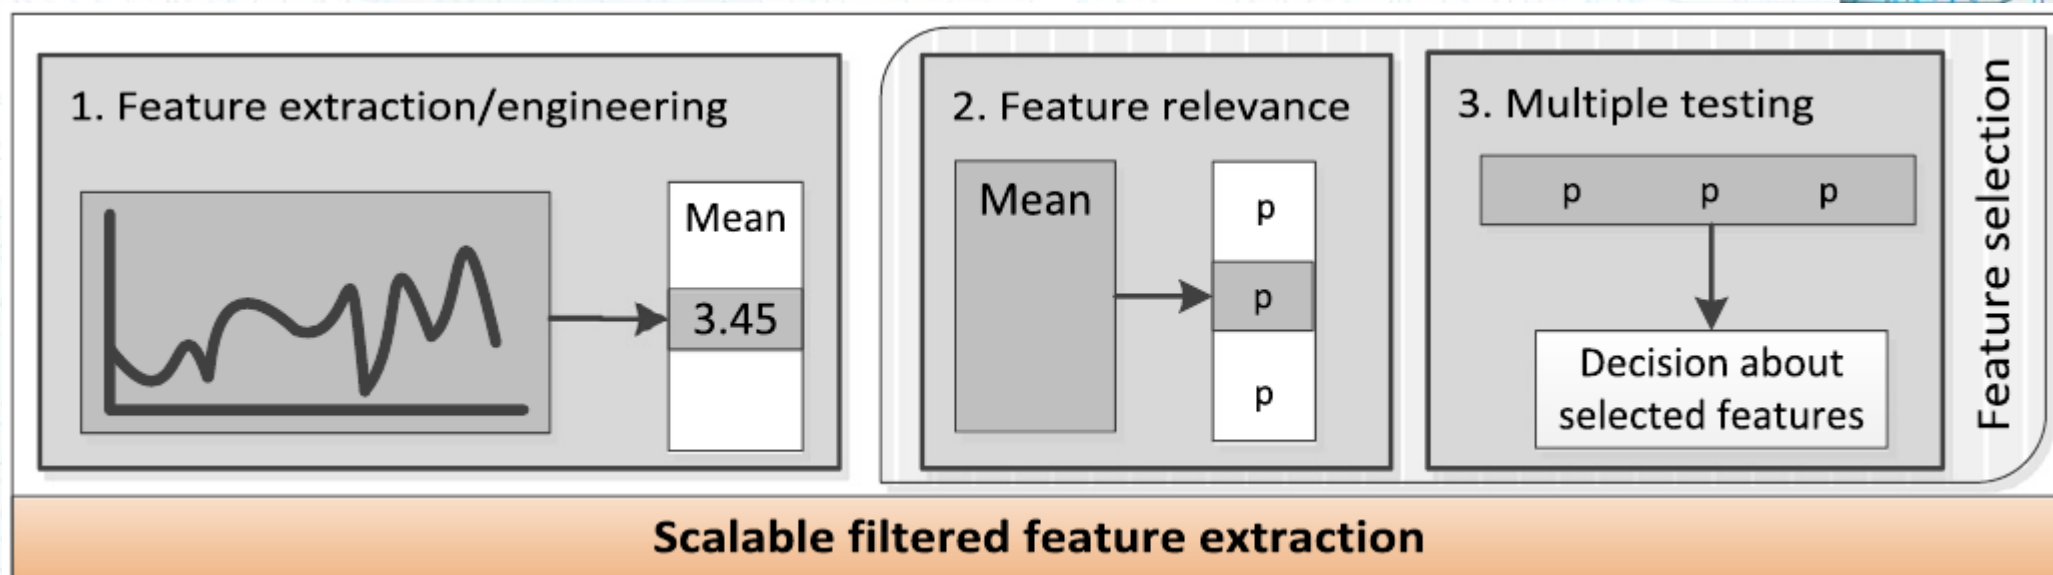 1. Feature extraction/engineering
Mean
3.45
2. Feature relevance
Mean
p
p
p
3. Multiple testing
p p p
Decision about
selected features
Feature selection
Scalable filtered feature extraction